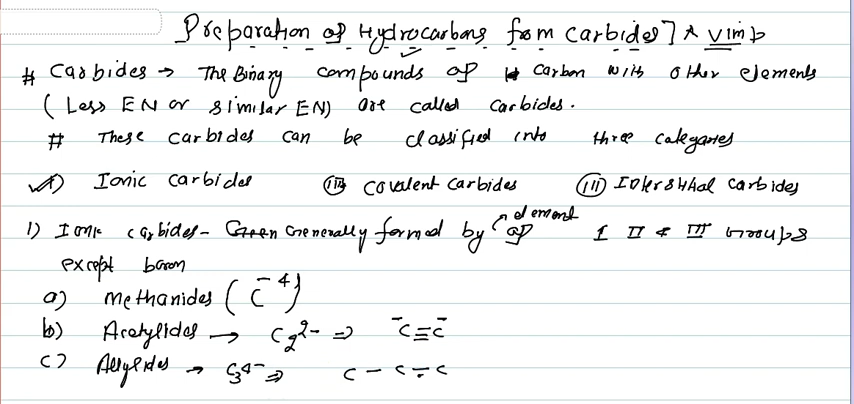 Preparation of Hydrocarbons from carbides] * V imp
# Carbides → The Binary compounds of carbon with other elements
(Less EN or similar EN) are called carbides.
# These carbides can be classified into three categories
i) Ionic carbides (ii) covalent carbides (iii) Interstitial carbides
1) Ionic carbides - Generally formed by element of I II & III Groups
except boron
a) methanides (C⁻⁴)
b) Acetylides → C₂²⁻ ⇒ ⁻C≡C⁻
c) Allylides → C₃⁴⁻ ⇒ C - C = C